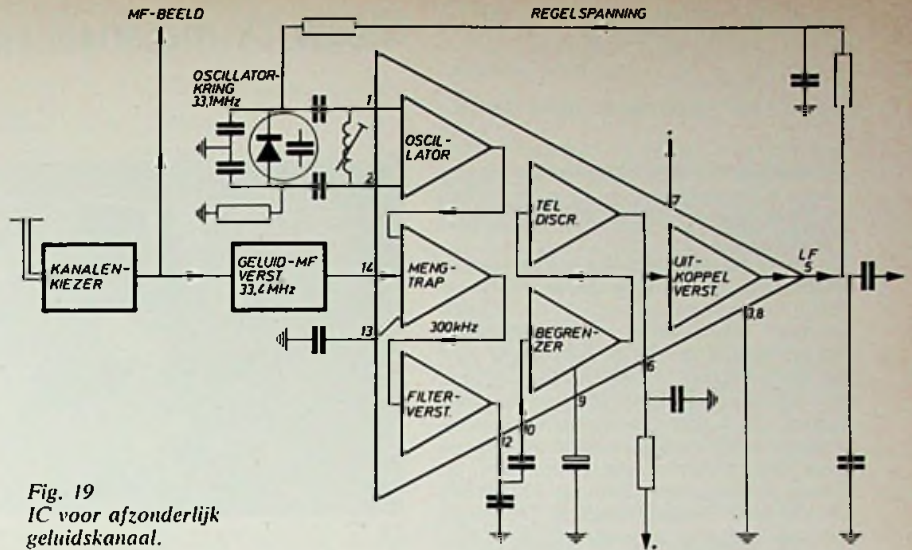 MF-BEELD
REGELSPANNING
OSCILLATOR-
KRING
33,1MHz
1
2
OSCIL-
LATOR
TEL
DISCR.
7
KANALEN-
KIEZER
GELUID-MF
VERST.
33,4MHz
14
MENG-
TRAP
13
300kHz
BEGREN-
ZER
UIT-
KOPPEL
VERST.
LF
5
3,8
6
9
FILTER-
VERST.
12
10
Fig. 19
IC voor afzonderlijk
geluidskanaal.